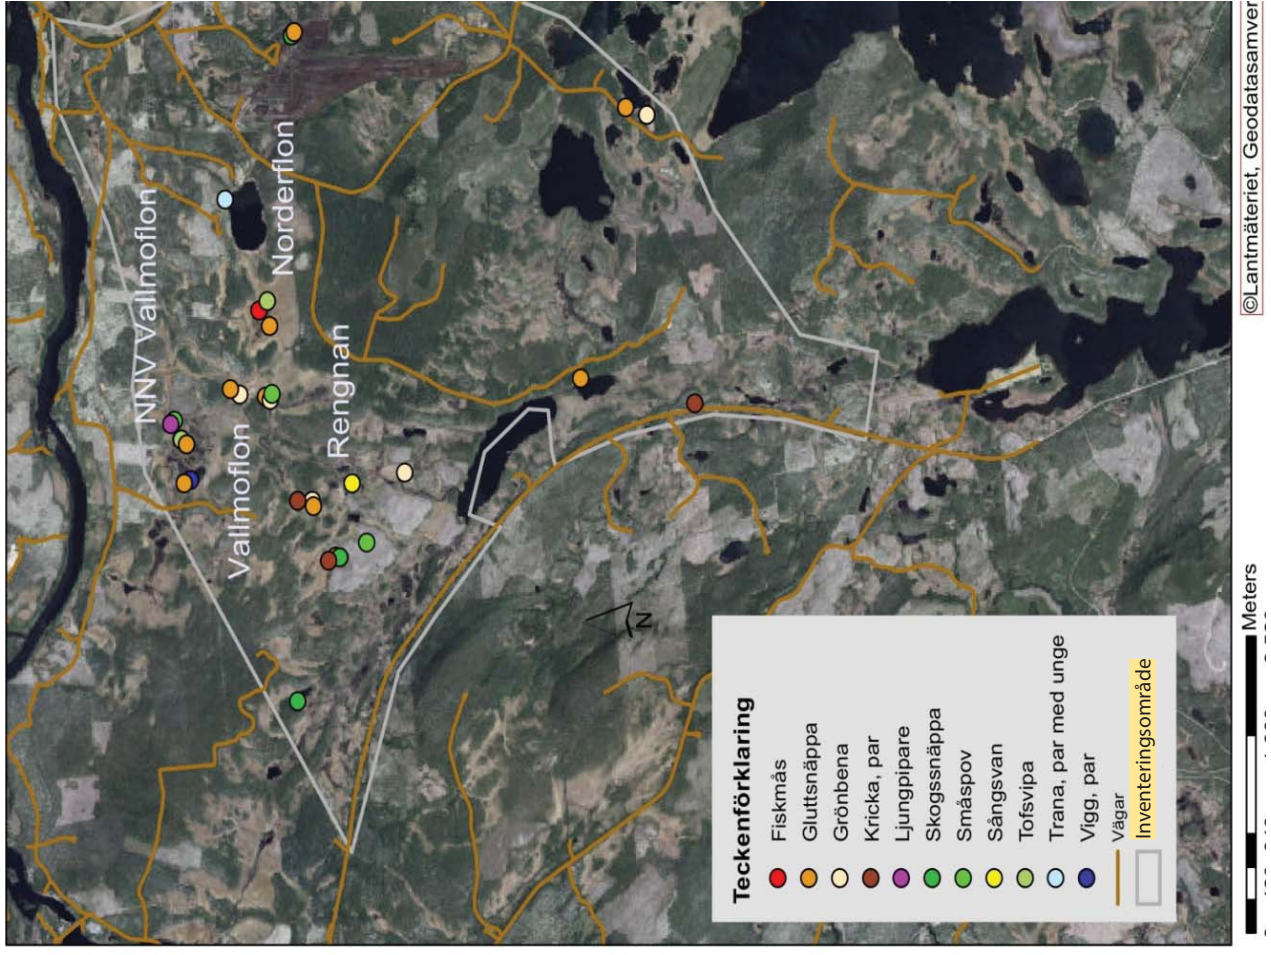 NNV Vallmoflon
Norderflon
Vallmoflon
Rengnan
N
Teckenförklaring
Fiskmås
Gluttsnäppa
Grönbena
Kricka, par
Ljungpipare
Skogssnäppa
Småspov
Sångsvan
Tofsvipa
Trana, par med unge
Vigg, par
Vägar
Inventeringsområde
Meters
©Lantmäteriet, Geodatasamver